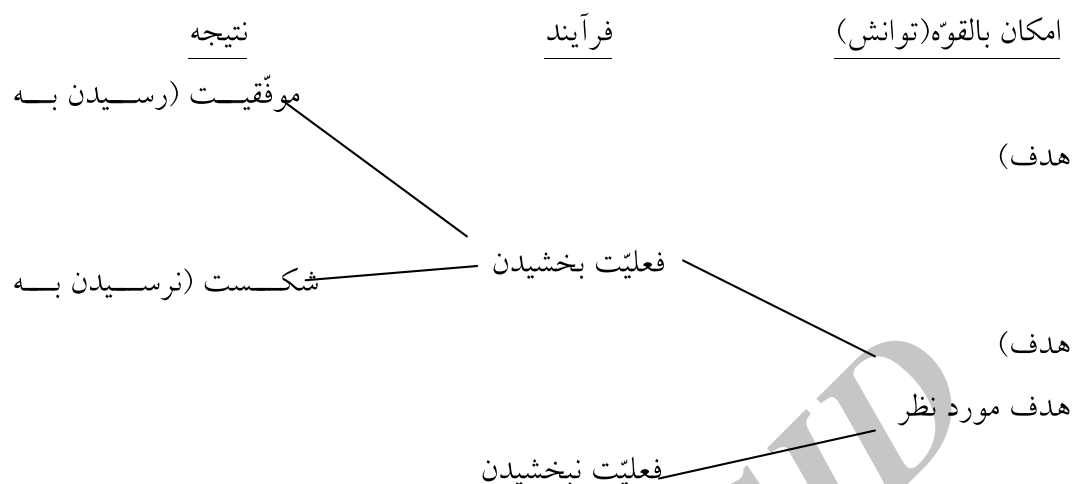 امکان بالقوّه(توانش) فرآیند نتیجه
موفّقیت (رسیدن به
هدف)
فعلیّت بخشیدن
شکست (نرسیدن به
هدف)
هدف مورد نظر
فعلیّت نبخشیدن